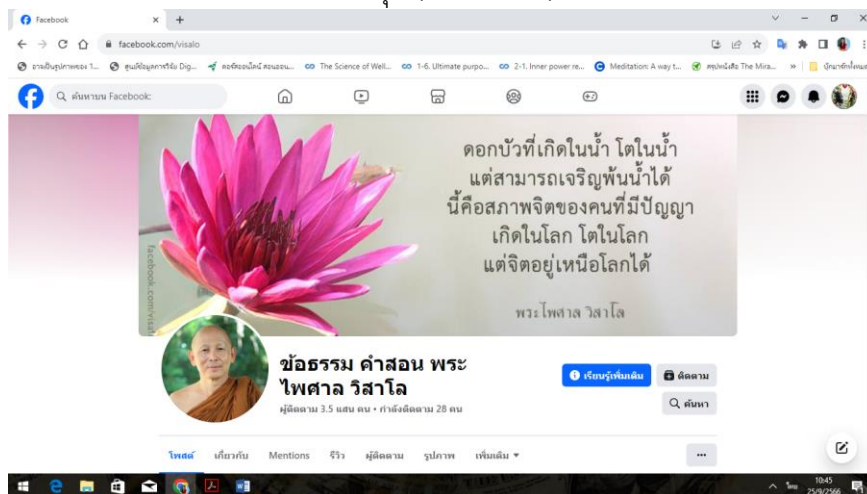 Facebook
facebook.com/visalo
The Science of Well...
1-6. Ultimate purpo...
2-1. Inner power re...
Meditation: A way t...
ค้นหาบน Facebook
ดอกบัวที่เกิดในน้ำ โตในน้ำ
แต่สามารถเจริญพ้นน้ำได้
นี้คือสภาพจิตของคนที่มีปัญญา
เกิดในโลก โตในโลก
แต่จิตอยู่เหนือโลกได้
พระไพศาล วิสาโล
ข้อธรรม คำสอน พระ
ไพศาล วิสาโล
ผู้ติดตาม 3.5 แสน คน • กำลังติดตาม 28 คน
เรียนรู้เพิ่มเติม
ติดตาม
ค้นหา
โพสต์ เกี่ยวกับ Mentions รีวิว ผู้ติดตาม รูปภาพ เพิ่มเติม
ไทย
10:45
25/9/2566